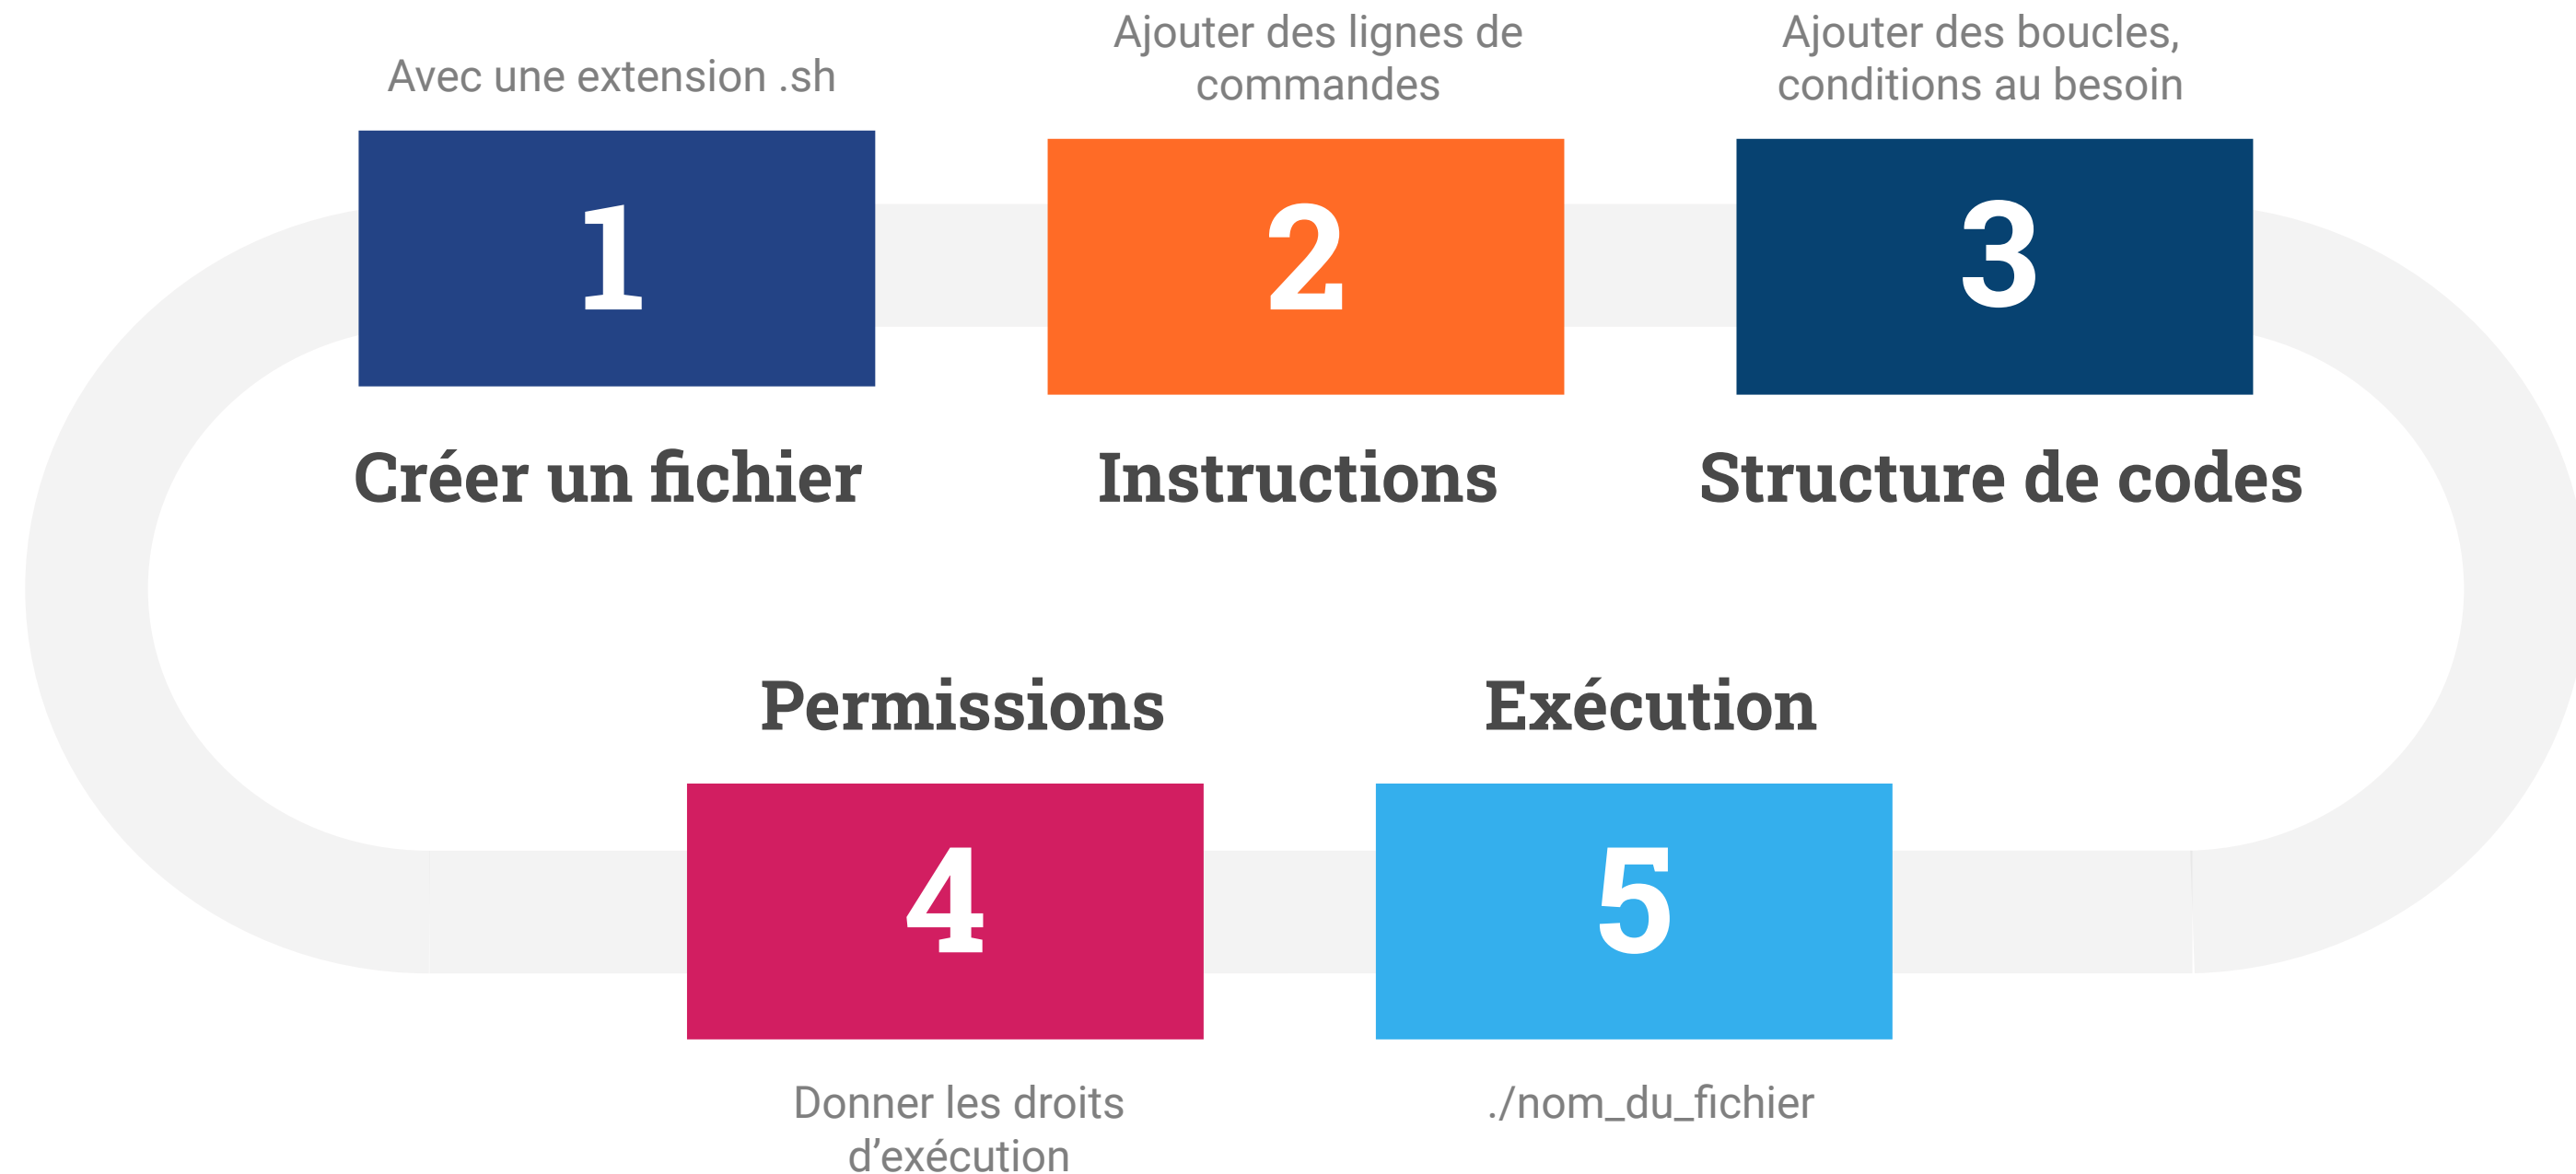 Avec une extension .sh
1
Créer un fichier
Ajouter des lignes de
commandes
2
Instructions
Ajouter des boucles,
conditions au besoin
3
Structure de codes
Permissions
4
Donner les droits
d’exécution
Exécution
5
./nom_du_fichier